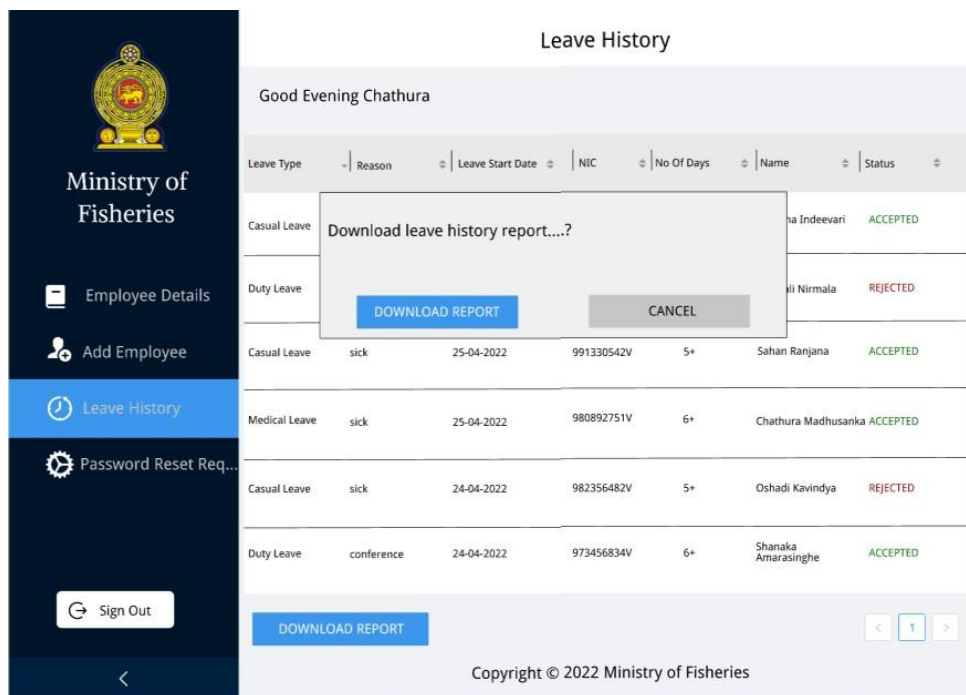 Leave History
Ministry of
Fisheries
Employee Details
Add Employee
Leave History
Password Reset Req...
Sign Out
Good Evening Chathura
Leave Type Reason Leave Start Date NIC No Of Days Name Status
Casual Leave Indeevari ACCEPTED
Duty Leave Nirmala REJECTED
Download leave history report....?
DOWNLOAD REPORT CANCEL
Casual Leave sick 25-04-2022 991330542V 5+ Sahan Ranjana ACCEPTED
Medical Leave sick 25-04-2022 980892751V 6+ Chathura Madhusanka ACCEPTED
Casual Leave sick 24-04-2022 982356482V 5+ Oshadi Kavindya REJECTED
Duty Leave conference 24-04-2022 973456834V 6+ Shanaka
Amarasinghe ACCEPTED
DOWNLOAD REPORT
< 1 >
Copyright © 2022 Ministry of Fisheries